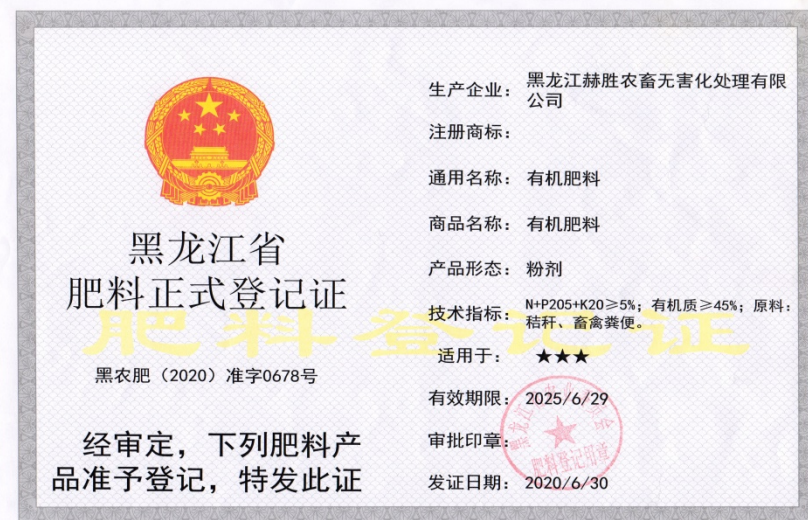 黑龙江省
肥料正式登记证
肥料登记证
黑农肥（2020）准字0678号
经审定，下列肥料产
品准予登记，特发此证
生产企业：黑龙江赫胜农畜无害化处理有限
公司
注册商标：
通用名称：有机肥料
商品名称：有机肥料
产品形态：粉剂
技术指标：N+P2O5+K2O≥5%；有机质≥45%；原料：
秸秆、畜禽粪便。
适用于：★★★
有效期限：2025/6/29
审批印章：
肥料登记印章
发证日期：2020/6/30